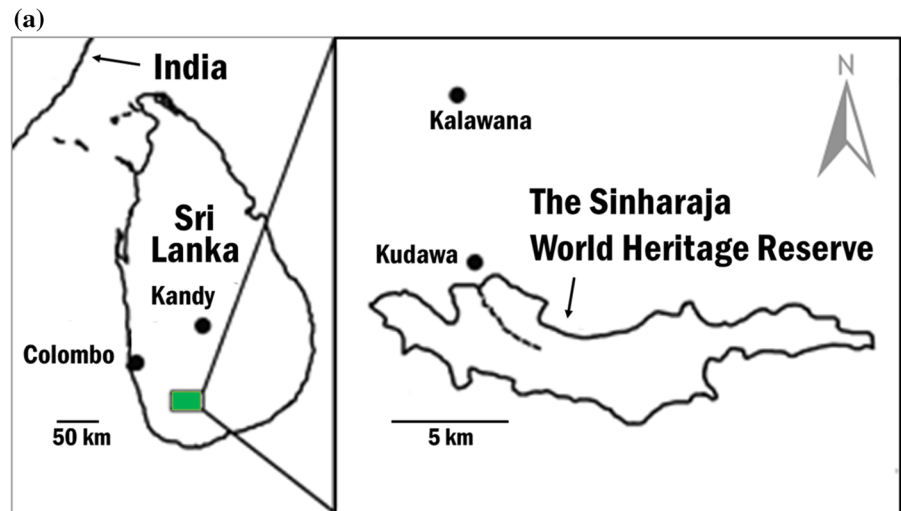 (a)
India
Sri
Lanka
Kandy
Colombo
50 km
N
Kalawana
The Sinharaja
World Heritage Reserve
Kudawa
5 km